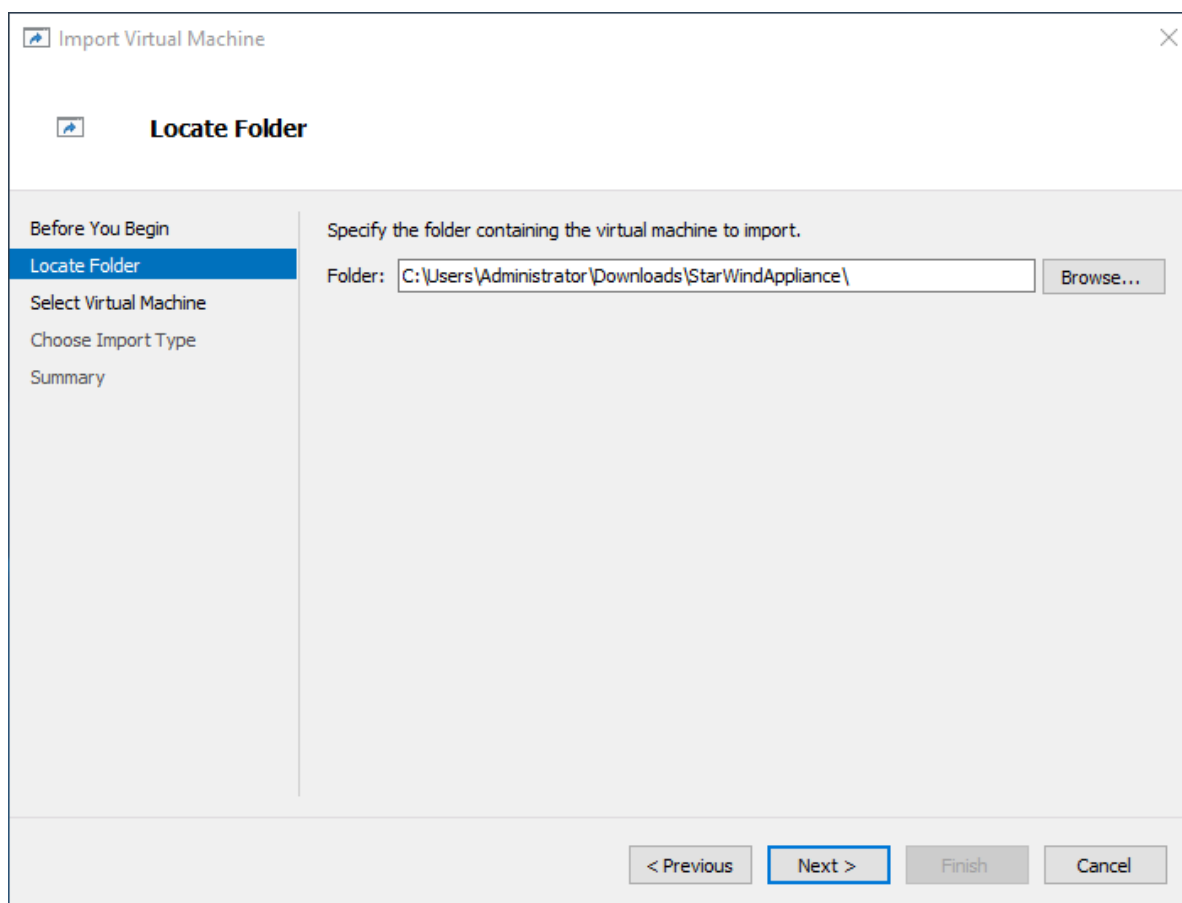 Import Virtual Machine
Locate Folder
Before You Begin
Locate Folder
Select Virtual Machine
Choose Import Type
Summary
Specify the folder containing the virtual machine to import.
Folder: C:\Users\Administrator\Downloads\StarWindAppliance\ Browse...
< Previous Next > Finish Cancel